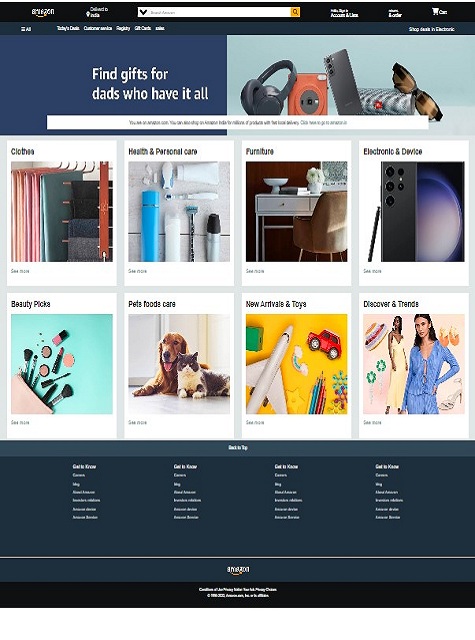 amazon
Delivered to
India
Search Amazon
Hello, Sign in
Account & Lists
returns
& order
Cart
All
Today's Deals
Customer service
Registry
Gift Cards
sales
Shop deals in Electronic
Find gifts for
dads who have it all
You are on amazon.com. You can also shop on Amazon India for millions of products with fast local delivery. Click here to go to amazon.in
Clothes
Health & Personal care
Furniture
Electronic & Device
See more
See more
See more
See more
Beauty Picks
Pets foods care
New Arrivals & Toys
Discover & Trends
See more
See more
See more
See more
Back to Top
Get to Know
Get to Know
Get to Know
Get to Know
Careers
Careers
Careers
Careers
blog
blog
blog
blog
About Amazon
About Amazon
About Amazon
About Amazon
Investors relations
Investors relations
Investors relations
Investors relations
Amazon device
Amazon device
Amazon device
Amazon device
Amazon Service
Amazon Service
Amazon Service
Amazon Service
amazon
Conditions of Use Privacy Notice Your Ads Privacy Choices